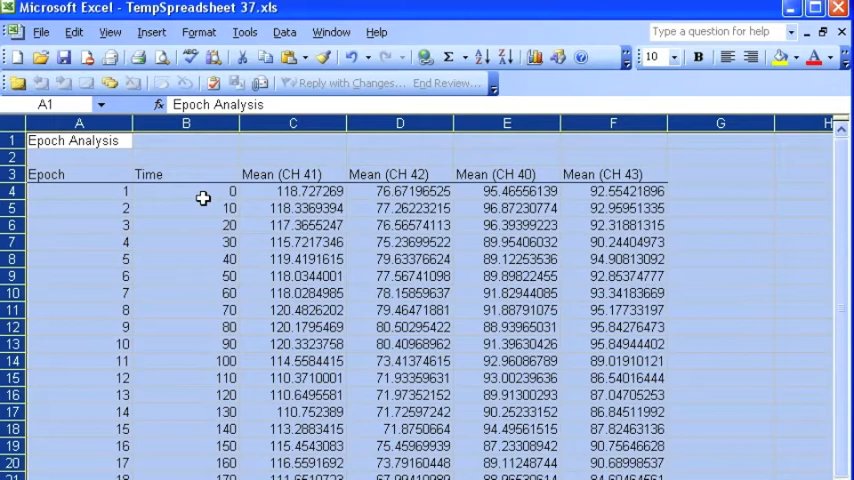 Microsoft Excel - TempSpreadsheet 37.xls
File Edit View Insert Format Tools Data Window Help Type a question for help
10 B A
Reply with Changes... End Review...
A1 fx Epoch Analysis
A B C D E F G H
1 Epoch Analysis
2
3 Epoch Time Mean (CH 41) Mean (CH 42) Mean (CH 40) Mean (CH 43)
4 1 0 118.727269 76.67196525 95.46556139 92.55421896
5 2 10 118.3369394 77.26223215 96.87230774 92.95951335
6 3 20 117.3655247 76.56574113 96.39399223 92.31881315
7 4 30 115.7217346 75.23699522 89.95406032 90.24404973
8 5 40 119.4191615 79.63376624 89.12253536 94.90813092
9 6 50 118.0344001 77.56741098 89.89822455 92.85374777
10 7 60 118.0284985 78.15859637 91.82944085 93.34183669
11 8 70 120.4826202 79.46471881 91.88791075 95.17733197
12 9 80 120.1795469 80.50295422 88.93965031 95.84276473
13 10 90 120.3323758 80.40968962 91.39630426 95.84944402
14 11 100 114.5584415 73.41374615 92.96086789 89.01910121
15 12 110 110.3710001 71.93359631 93.00239636 86.54016444
16 13 120 110.6495581 71.97352152 89.91300293 87.04705253
17 14 130 110.752389 71.72597242 90.25233152 86.84511992
18 15 140 113.2883415 71.8750664 94.49561515 87.82463136
19 16 150 115.4543083 75.45969939 87.23308942 90.75646628
20 17 160 116.5591692 73.79160448 89.11248744 90.68998537
21 18 170